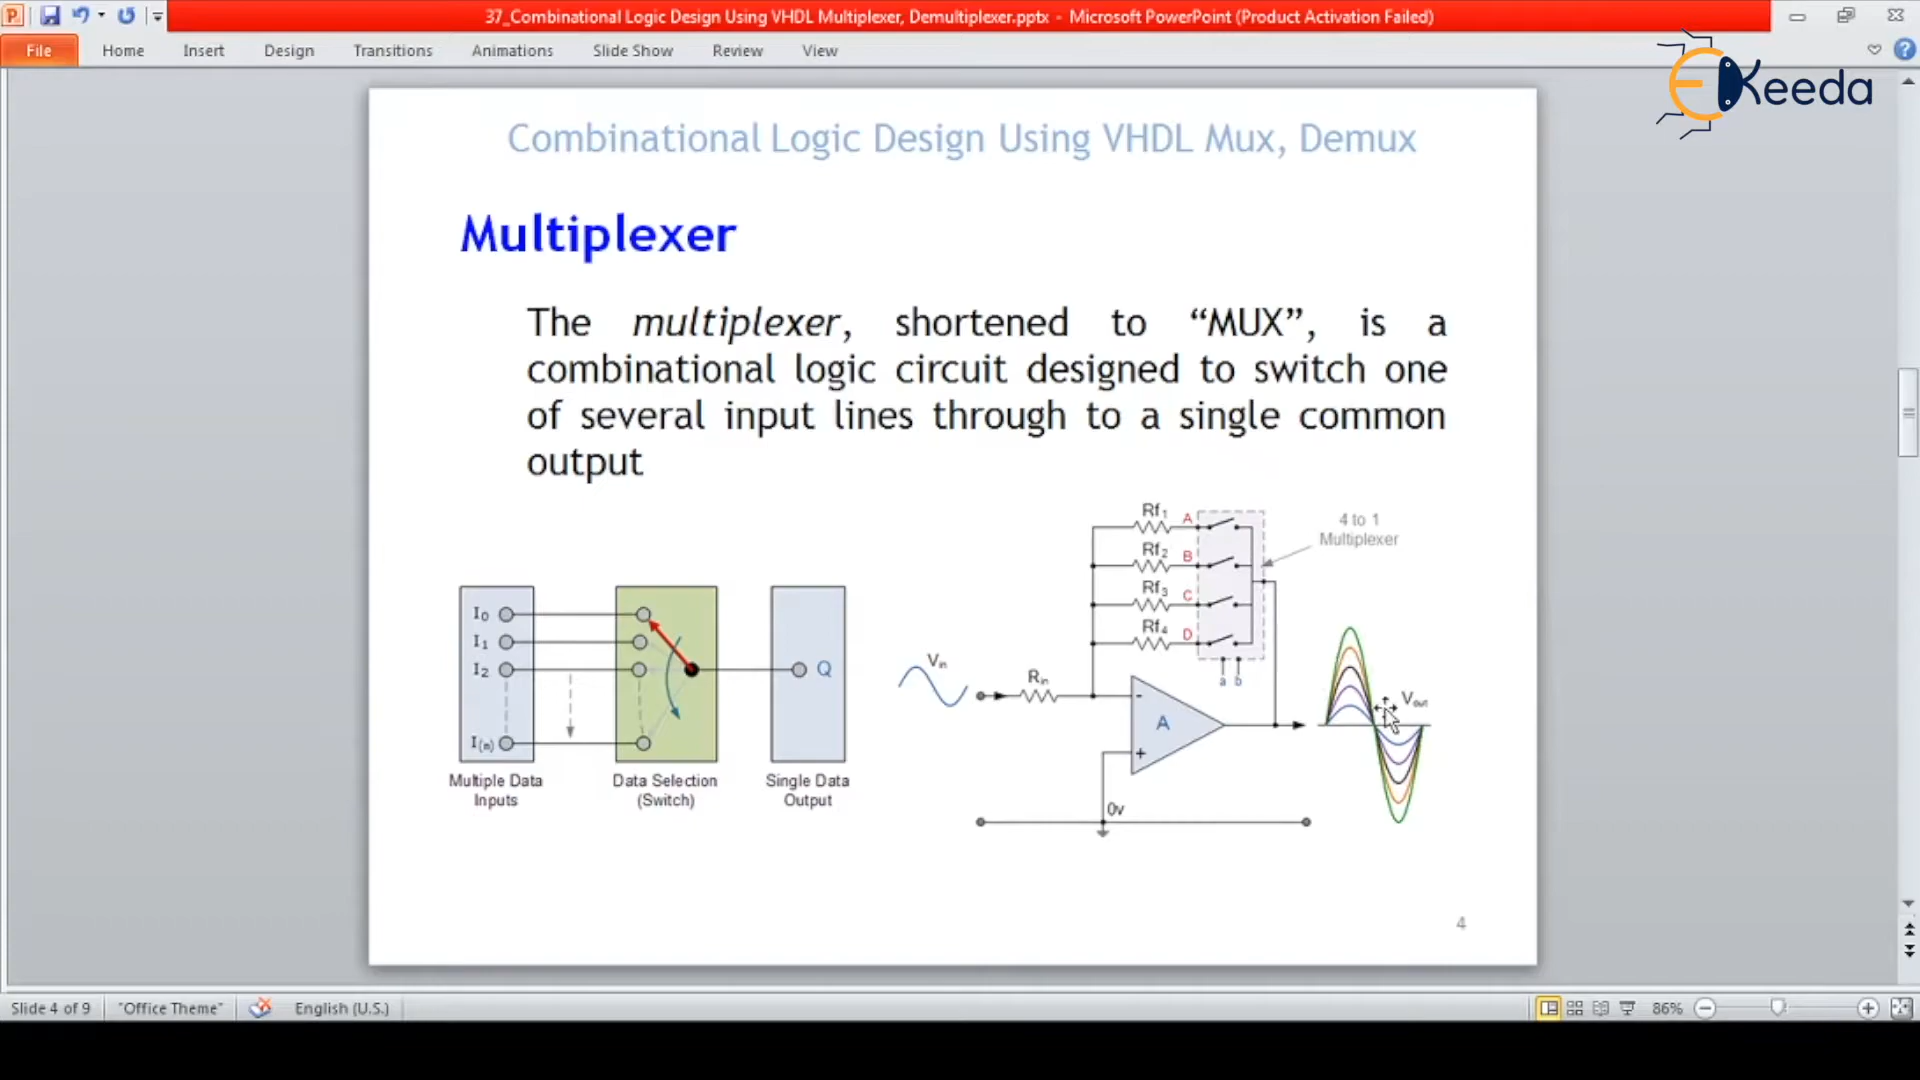 37_Combinational Logic Design Using VHDL Multiplexer, Demultiplexer.pptx - Microsoft PowerPoint (Product Activation Failed)
File Home Insert Design Transitions Animations Slide Show Review View
EKeeda
Combinational Logic Design Using VHDL Mux, Demux
Multiplexer
The multiplexer, shortened to “MUX”, is a
combinational logic circuit designed to switch one
of several input lines through to a single common
output
I0
I1
I2
I(n)
Q
Multiple Data
Inputs
Data Selection
(Switch)
Single Data
Output
Rf1 A
Rf2 B
Rf3 C
Rf4 D
a b
4 to 1
Multiplexer
Vin
Rin
-
A
+
0v
Vout
4
Slide 4 of 9 "Office Theme" English (U.S.) 86%